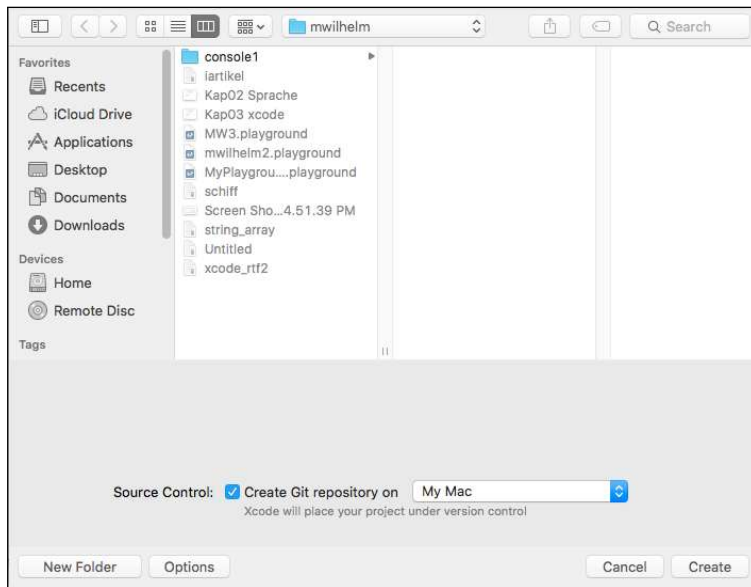 mwilhelm
Search
Favorites
Recents
iCloud Drive
Applications
Desktop
Documents
Downloads
Devices
Home
Remote Disc
Tags
console1
iartikel
Kap02 Sprache
Kap03 xcode
MW3.playground
mwilhelm2.playground
MyPlaygrou....playground
schiff
Screen Sho...4.51.39 PM
string_array
Untitled
xcode_rtf2
Source Control: Create Git repository on My Mac
Xcode will place your project under version control
New Folder Options Cancel Create